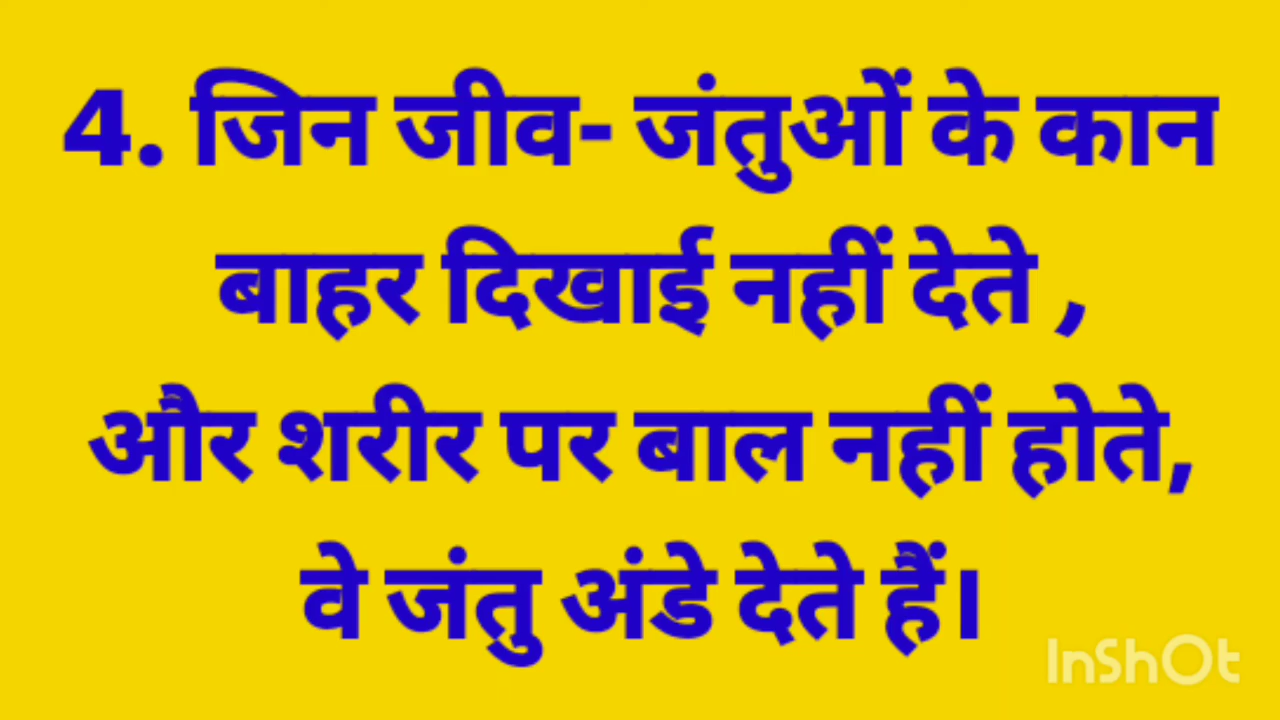 4. जिन जीव- जंतुओं के कान
बाहर दिखाई नहीं देते ,
और शरीर पर बाल नहीं होते,
वे जंतु अंडे देते हैं।
InShOt